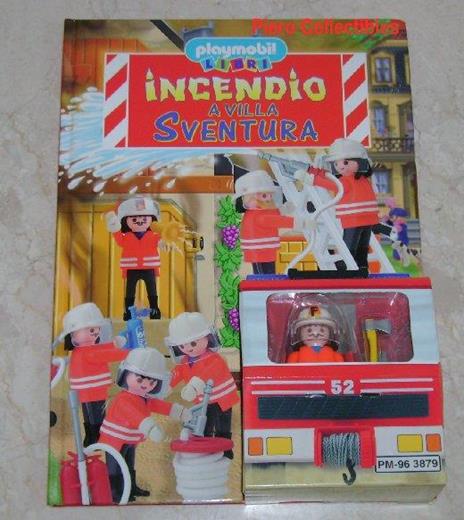 Piero Collectibles
playmobil
LIBRI
INCENDIO
A VILLA
SVENTURA
52
PM-96 3879